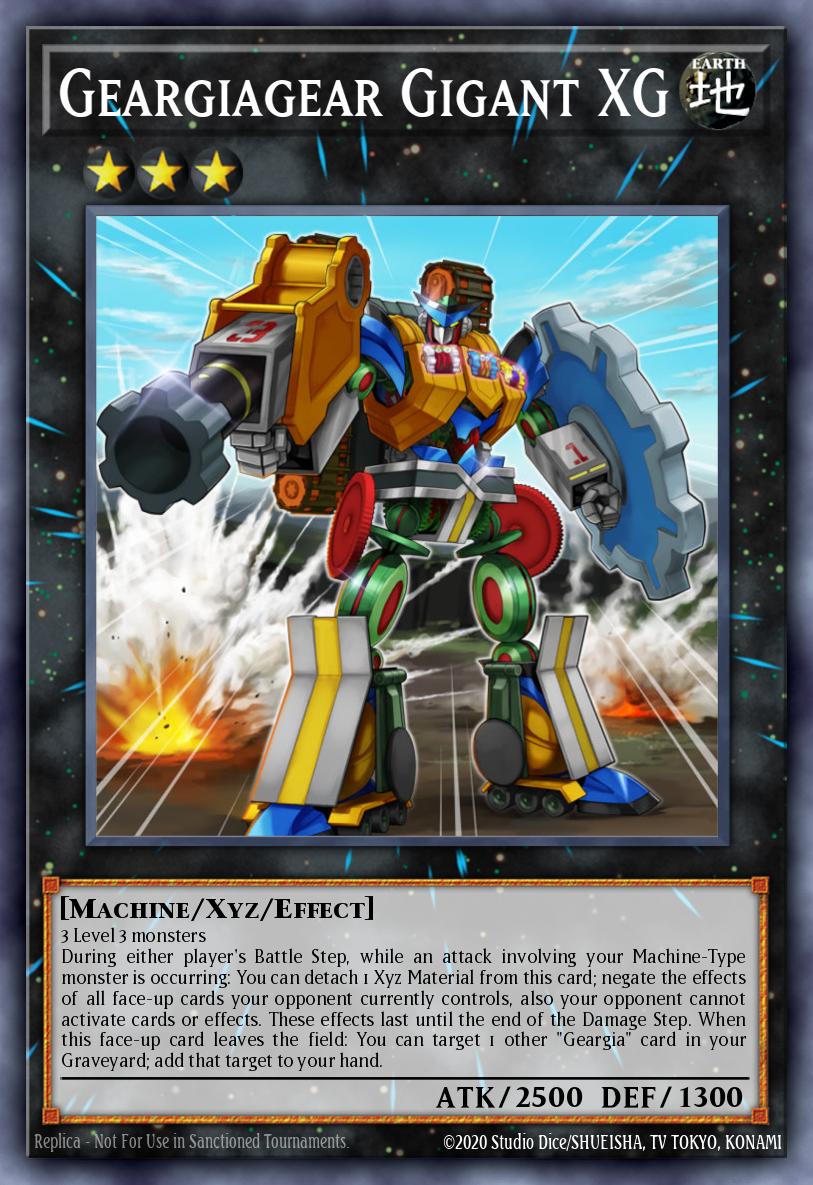 Geargiagear Gigant XG
EARTH
地
3
1
[Machine/Xyz/Effect]
3 Level 3 monsters
During either player's Battle Step, while an attack involving your Machine-Type
monster is occurring: You can detach 1 Xyz Material from this card; negate the effects
of all face-up cards your opponent currently controls, also your opponent cannot
activate cards or effects. These effects last until the end of the Damage Step. When
this face-up card leaves the field: You can target 1 other "Geargia" card in your
Graveyard; add that target to your hand.
ATK/2500 DEF/1300
Replica - Not For Use in Sanctioned Tournaments.
©2020 Studio Dice/SHUEISHA, TV TOKYO, KONAMI